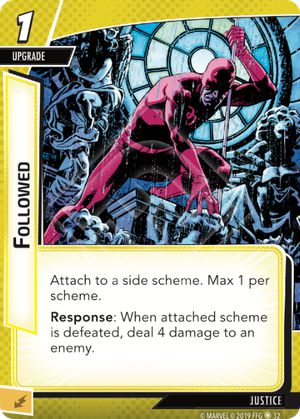 1
UPGRADE
FOLLOWED
Attach to a side scheme. Max 1 per
scheme.
Response: When attached scheme
is defeated, deal 4 damage to an
enemy.
JUSTICE
© MARVEL © 2019 FFG 32